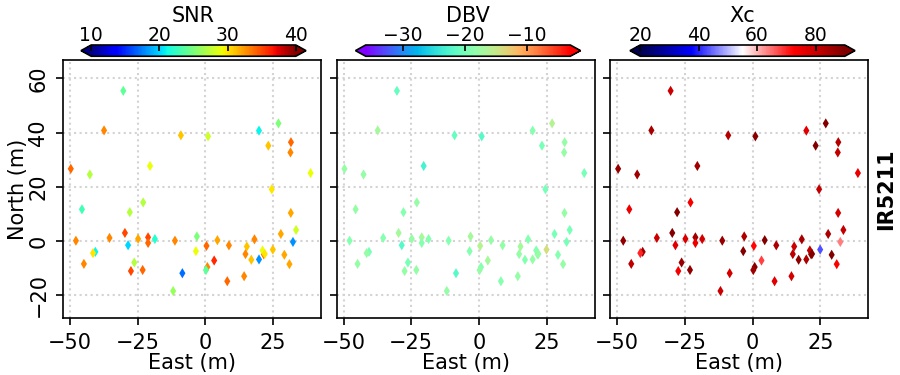 SNR DBV Xc
10 20 30 40 −30 −20 −10 20 40 60 80
60
40
20
0
−20
North (m)
IR5211
−50 −25 0 25 −50 −25 0 25 −50 −25 0 25
East (m) East (m) East (m)